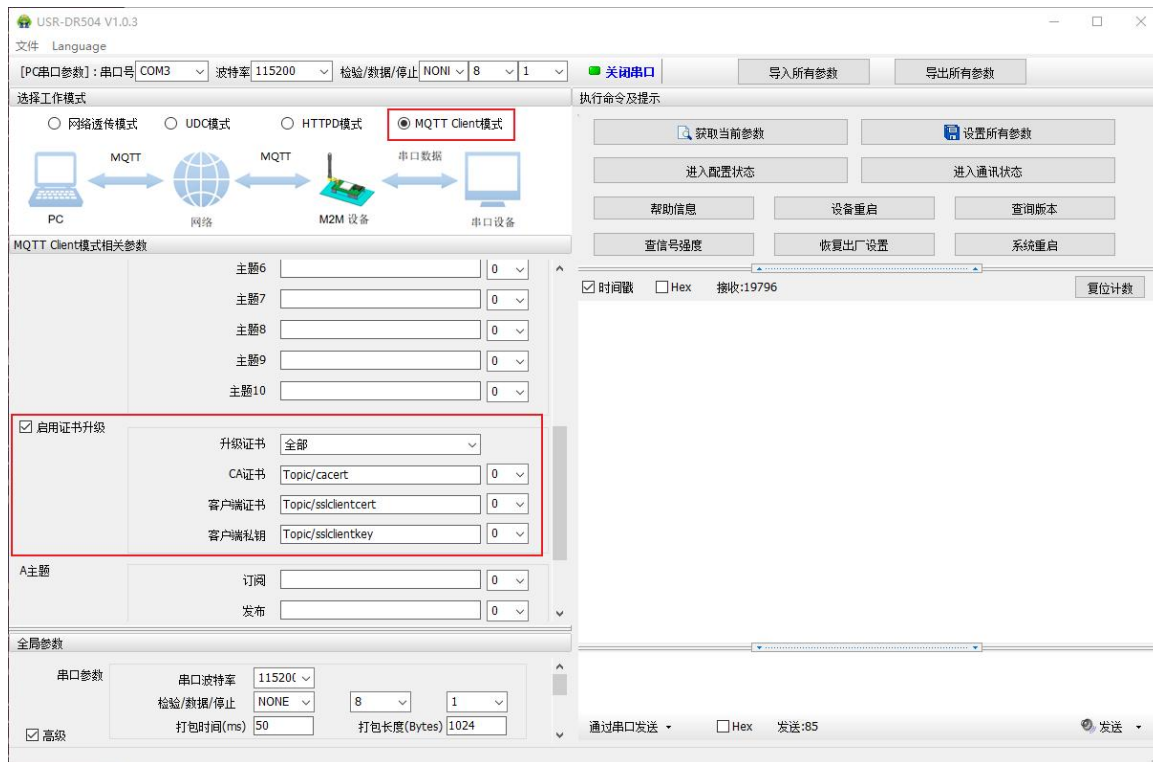 USR-DR504 V1.0.3
文件 Language
[PC串口参数]:串口号 COM3 波特率 115200 检验/数据/停止 NONI 8 1 关闭串口 导入所有参数 导出所有参数
选择工作模式
网络透传模式 UDC模式 HTTPD模式 MQTT Client模式
MQTT MQTT 串口数据
PC 网络 M2M 设备 串口设备
MQTT Client模式相关参数
主题6 0
主题7 0
主题8 0
主题9 0
主题10 0
启用证书升级
升级证书 全部
CA证书 Topic/cacert 0
客户端证书 Topic/sslclientcert 0
客户端私钥 Topic/sslclientkey 0
A主题
订阅 0
发布 0
全局参数
串口参数 串口波特率 11520(
检验/数据/停止 NONE 8 1
打包时间(ms) 50 打包长度(Bytes) 1024
高级
执行命令及提示
获取当前参数 设置所有参数
进入配置状态 进入通讯状态
帮助信息 设备重启 查询版本
查信号强度 恢复出厂设置 系统重启
时间戳 Hex 接收:19796 复位计数
通过串口发送 Hex 发送:85 发送